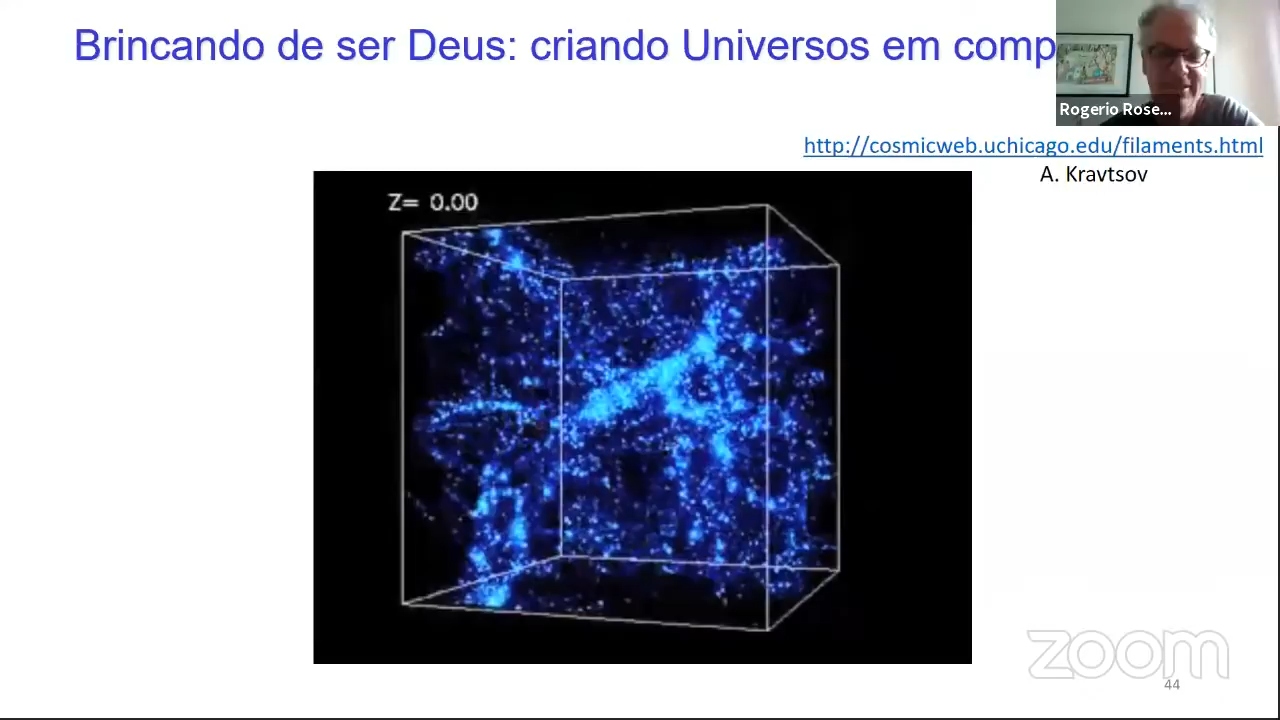 Brincando de ser Deus: criando Universos em comp
Rogerio Rose...
http://cosmicweb.uchicago.edu/filaments.html
A. Kravtsov
Z= 0.00
zoom
44